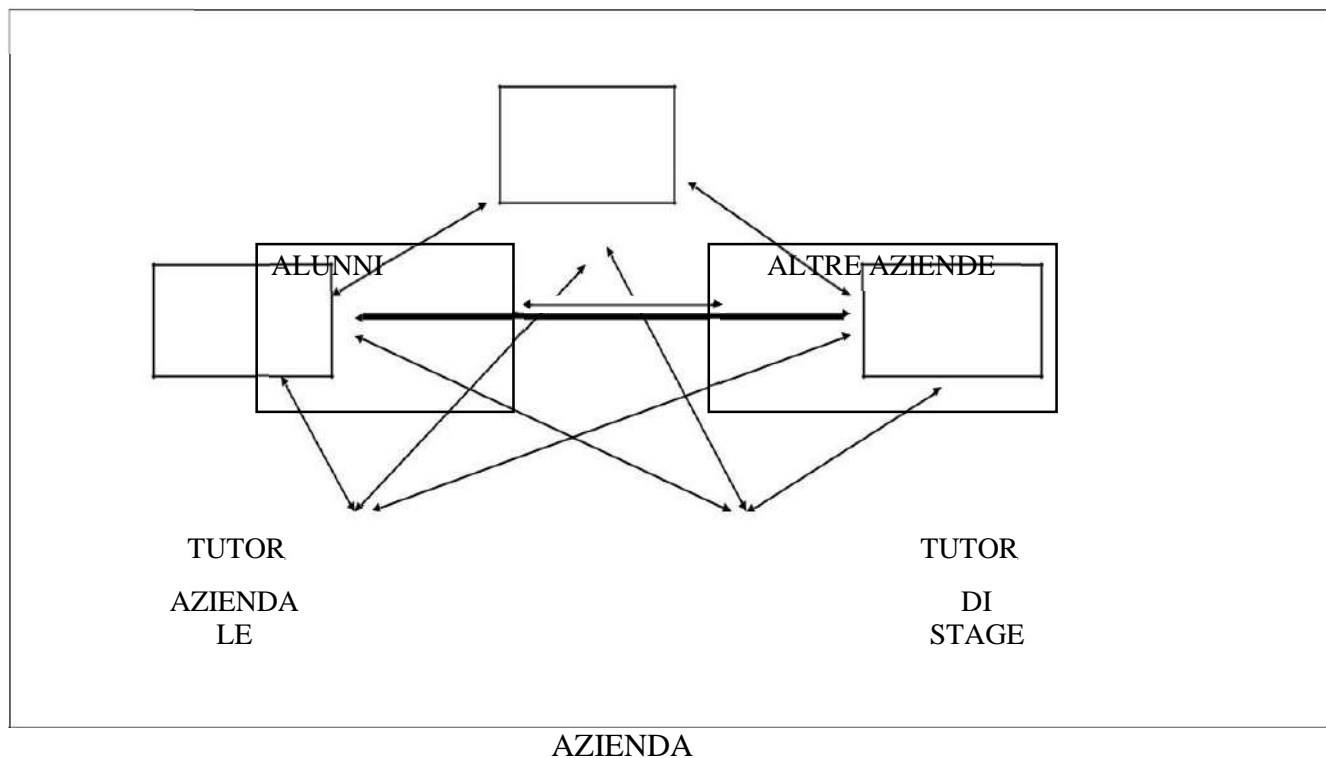 ALUNNI
ALTRE AZIENDE
TUTOR
AZIENDA
LE
TUTOR
DI
STAGE
AZIENDA